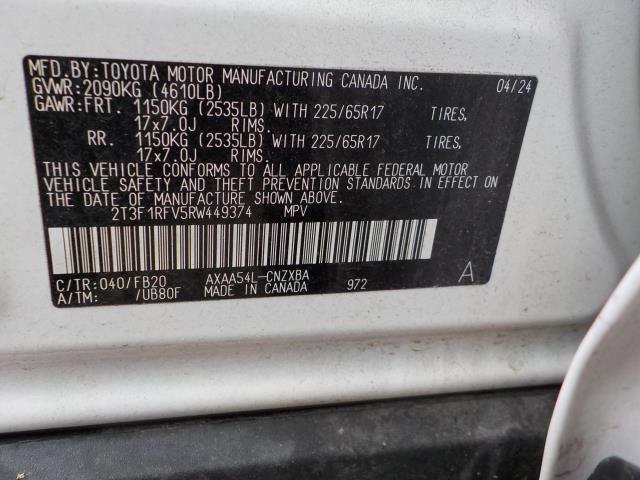 MFD.BY:TOYOTA MOTOR MANUFACTURING CANADA INC. 04/24
GVWR:2090KG (4610LB)
GAWR:FRT. 1150KG (2535LB) WITH 225/65R17 TIRES,
17x7.0J RIMS.
RR. 1150KG (2535LB) WITH 225/65R17 TIRES,
17x7.0J RIMS.
THIS VEHICLE CONFORMS TO ALL APPLICABLE FEDERAL MOTOR
VEHICLE SAFETY AND THEFT PREVENTION STANDARDS IN EFFECT ON
THE DATE OF MANUFACTURE SHOWN ABOVE.
2T3F1RFV5RW449374 MPV
C/TR:040/FB20 AXAA54L-CNZXBA A
A/TM: /UB80F MADE IN CANADA 972